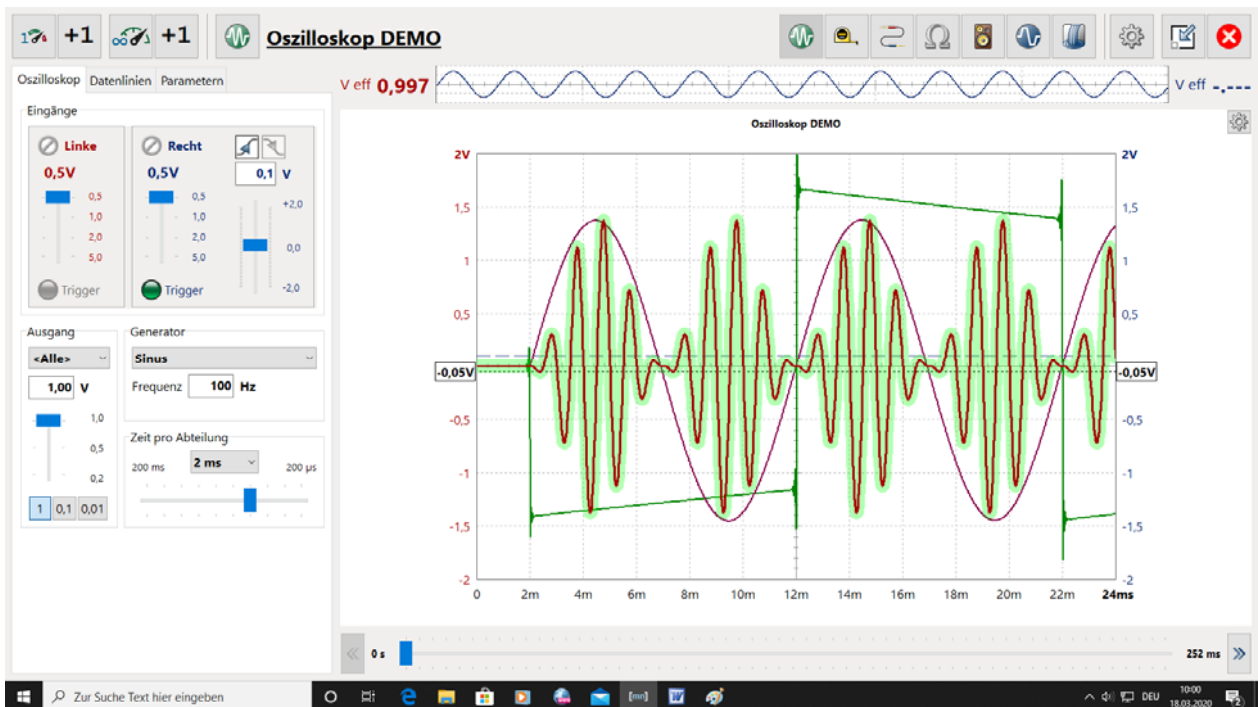 1 +1 +1 Oszilloskop DEMO
Oszilloskop Datenlinien Parametern
V eff 0,997
V eff -.---
Eingänge
Linke
0,5V
0,5
1,0
2,0
5,0
Trigger
Recht
0,5V
0,5
1,0
2,0
5,0
Trigger
0,1 V
+2,0
0,0
-2,0
Ausgang
<Alle>
1,00 V
1,0
0,5
0,2
1 0,1 0,01
Generator
Sinus
Frequenz 100 Hz
Zeit pro Abteilung
200 ms 2 ms 200 µs
Oszilloskop DEMO
2V 2V
1,5 1,5
1 1
0,5 0,5
-0,05V -0,05V
-0,5 -0,5
-1 -1
-1,5 -1,5
-2 -2
0 2m 4m 6m 8m 10m 12m 14m 16m 18m 20m 22m 24ms
0 s 252 ms
Zur Suche Text hier eingeben
[mn]
W
DEU
10:00
18.03.2020
2